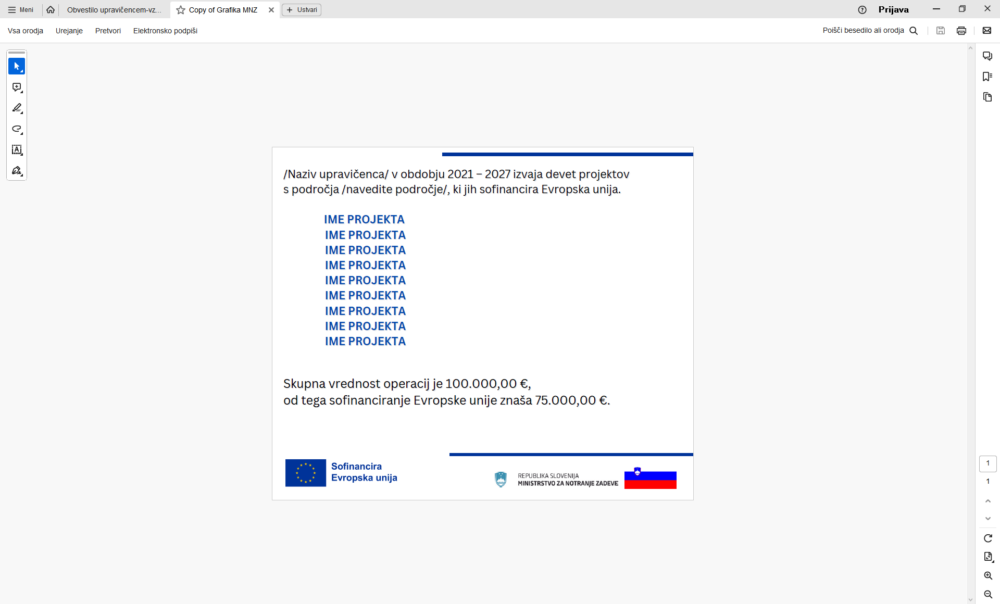 Meni
Obvestilo upravičencem-vz...
Copy of Grafika MNZ
Ustvari
Prijava
Vsa orodja
Urejanje
Pretvori
Elektronsko podpiši
Poišči besedilo ali orodja
/Naziv upravičenca/ v obdobju 2021 – 2027 izvaja devet projektov
s področja /navedite področje/, ki jih sofinancira Evropska unija.
IME PROJEKTA
IME PROJEKTA
IME PROJEKTA
IME PROJEKTA
IME PROJEKTA
IME PROJEKTA
IME PROJEKTA
IME PROJEKTA
IME PROJEKTA
Skupna vrednost operacij je 100.000,00 €,
od tega sofinanciranje Evropske unije znaša 75.000,00 €.
Sofinancira
Evropska unija
REPUBLIKA SLOVENIJA
MINISTRSTVO ZA NOTRANJE ZADEVE
1
1